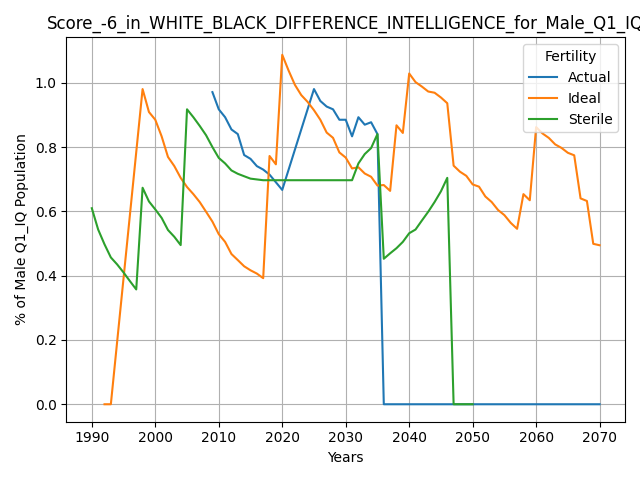 Score_-6_in_WHITE_BLACK_DIFFERENCE_INTELLIGENCE_for_Male_Q1_IQ
Fertility
Actual
Ideal
Sterile
% of Male Q1_IQ Population
1.0
0.8
0.6
0.4
0.2
0.0
1990 2000 2010 2020 2030 2040 2050 2060 2070
Years